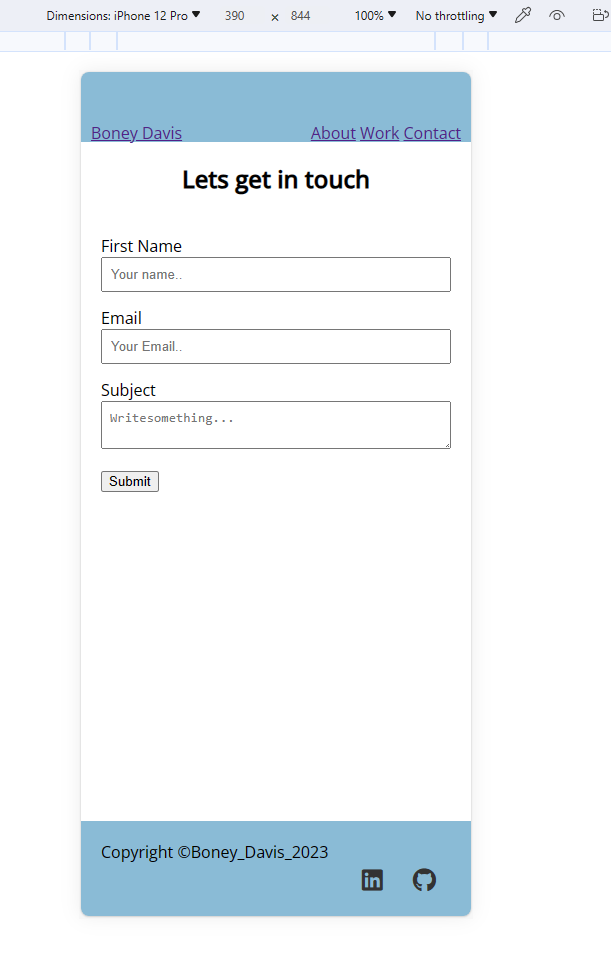 Dimensions: iPhone 12 Pro 390 × 844 100% No throttling
Boney Davis About Work Contact
Lets get in touch
First Name
Your name..
Email
Your Email..
Subject
Writesomething...
Submit
Copyright ©Boney_Davis_2023
in